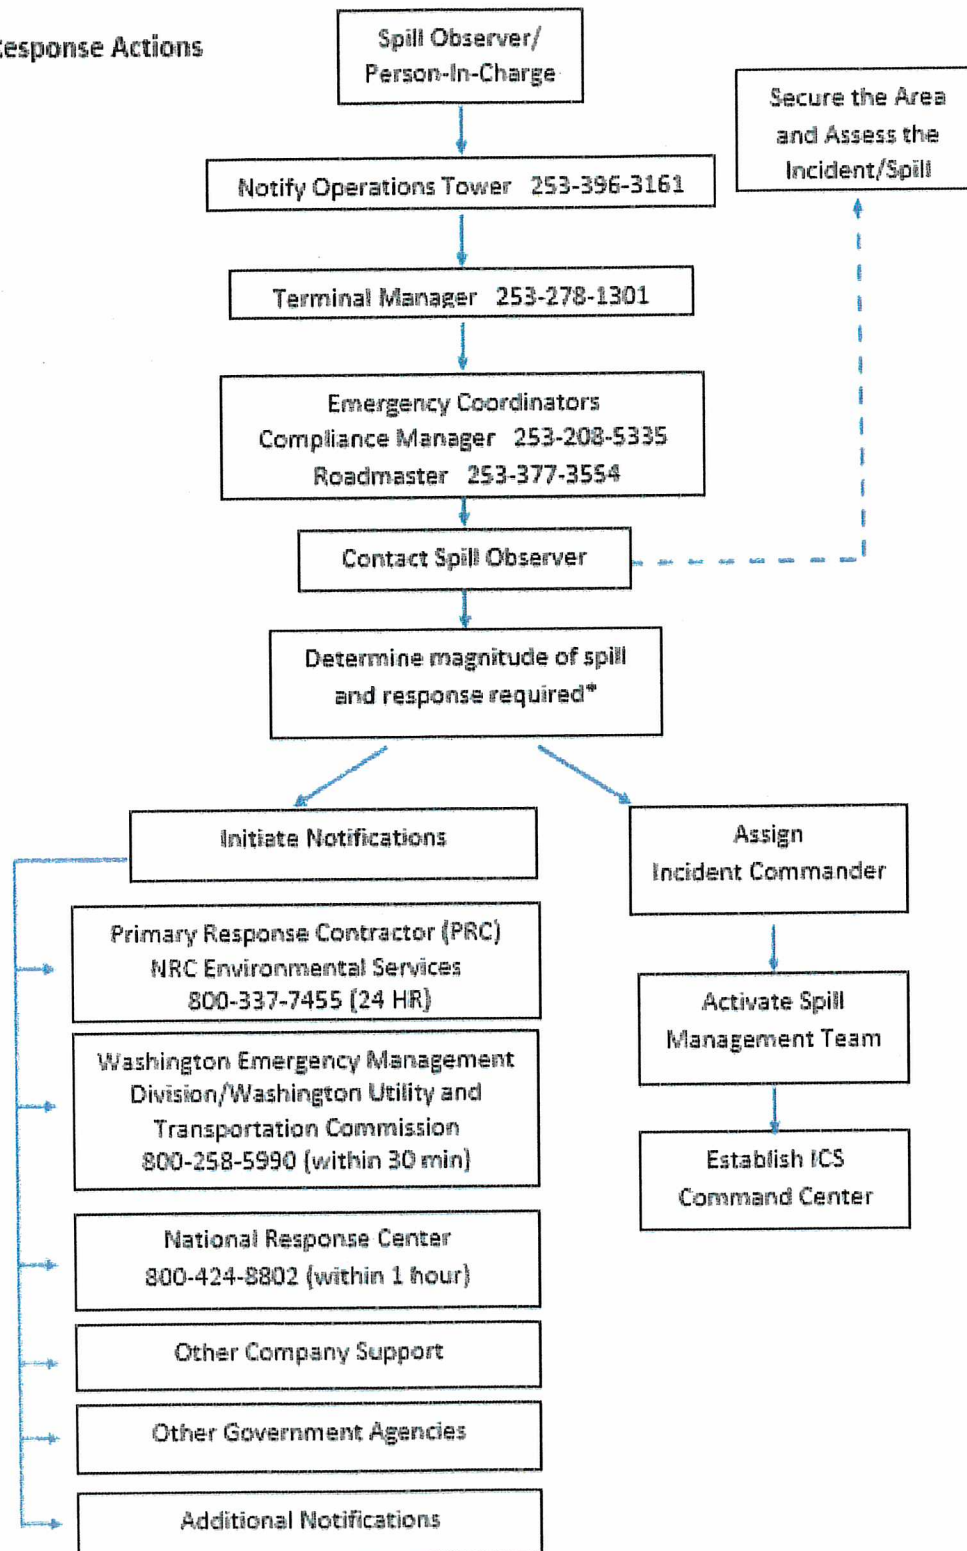 Response Actions
Spill Observer/
Person-In-Charge
Secure the Area
and Assess the
Incident/Spill
Notify Operations Tower 253-396-3161
Terminal Manager 253-278-1301
Emergency Coordinators
Compliance Manager 253-208-5335
Roadmaster 253-377-3554
Contact Spill Observer
Determine magnitude of spill
and response required*
Initiate Notifications
Assign
Incident Commander
Primary Response Contractor (PRC)
NRC Environmental Services
800-337-7455 (24 HR)
Activate Spill
Management Team
Washington Emergency Management
Division/Washington Utility and
Transportation Commission
800-258-5990 (within 30 min)
Establish ICS
Command Center
National Response Center
800-424-8802 (within 1 hour)
Other Company Support
Other Government Agencies
Additional Notifications